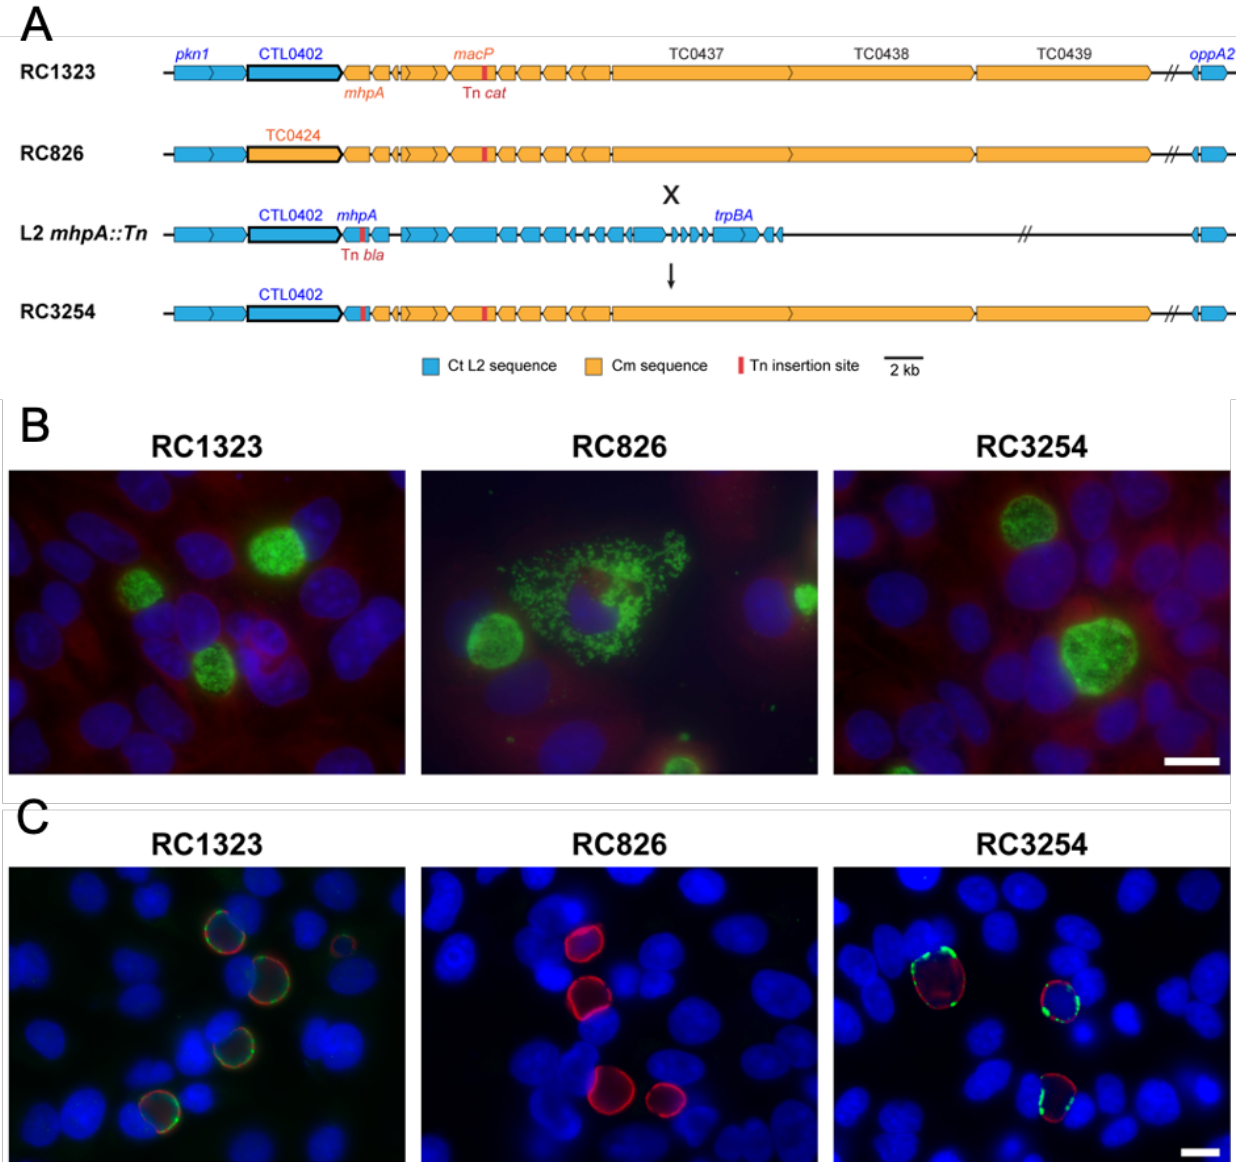 A
pkn1 CTL0402 macP TC0437 TC0438 TC0439 oppA2
RC1323
mhpA Tn cat
TC0424
RC826
X
CTL0402 mhpA trpBA
L2 mhpA::Tn
Tn bla
CTL0402
RC3254
Ct L2 sequence Cm sequence Tn insertion site 2 kb
B
RC1323 RC826 RC3254
C
RC1323 RC826 RC3254